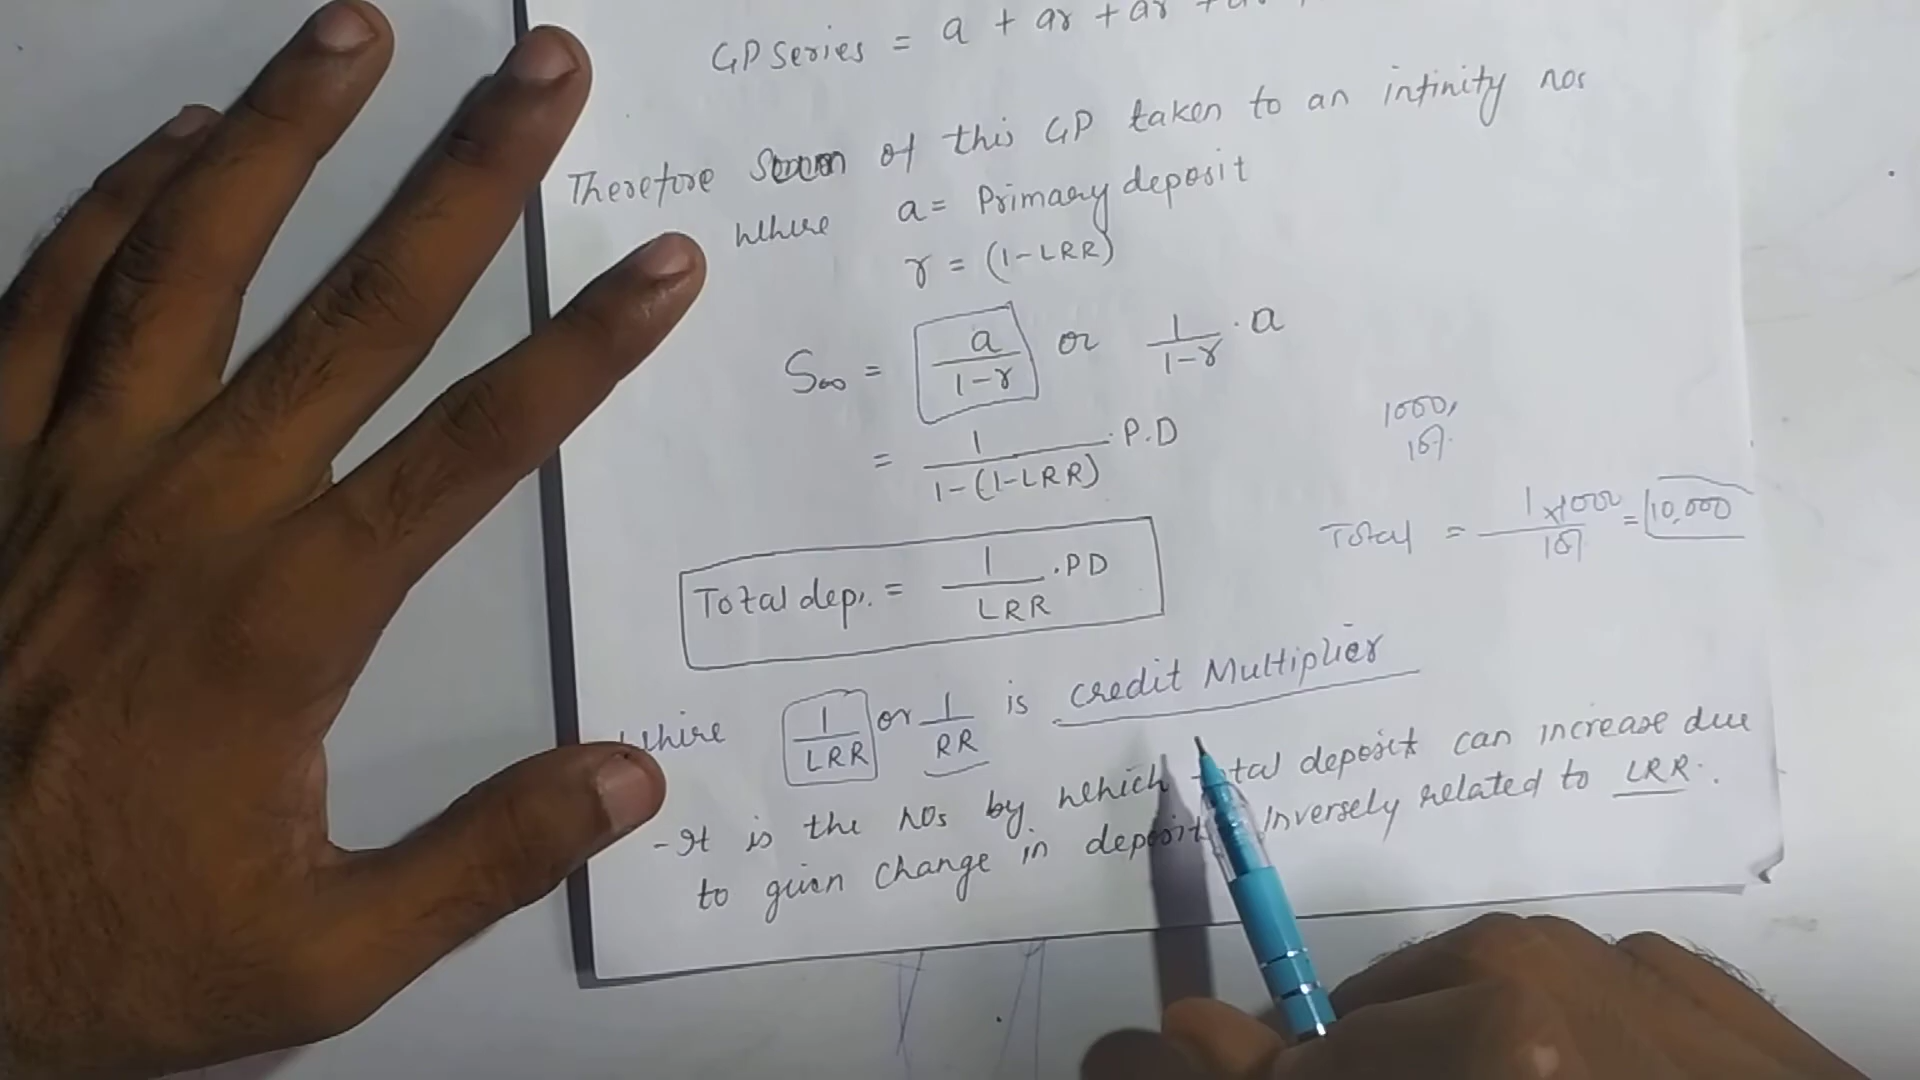 GP series = a + ar + ar +
Therefore Sum of this GP taken to an infinity nos
where a = Primary deposit
r = (1-LRR)
S∞ = a/1-r or 1/1-r . a
= 1/1-(1-LRR) . P.D
1000,
10%.
Total = 1 x 1000/10% = 10,000
Total dep. = 1/LRR . PD
Where 1/LRR or 1/RR is credit Multiplier
- It is the nos by which total deposit can increase due
to given change in deposit inversely related to LRR.